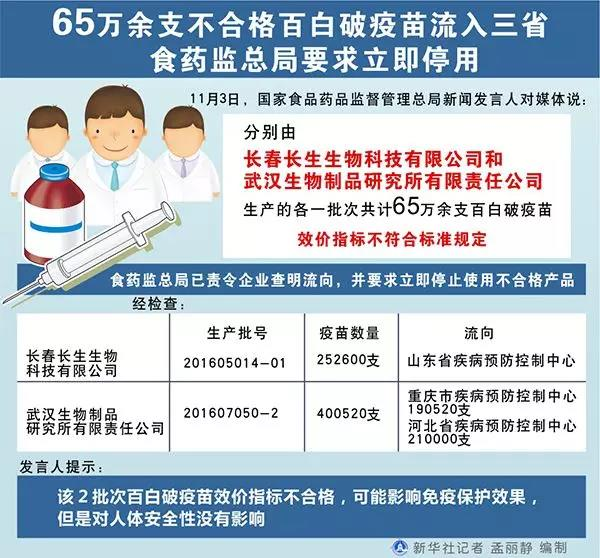 65万余支不合格百白破疫苗流入三省
食药监总局要求立即停用
11月3日，国家食品药品监督管理总局新闻发言人对媒体说：
分别由
长春长生生物科技有限公司和
武汉生物制品研究所有限责任公司
生产的各一批次共计65万余支百白破疫苗
效价指标不符合标准规定
食药监总局已责令企业查明流向，并要求立即停止使用不合格产品
经检查：
生产批号 疫苗数量 流向
长春长生生物
科技有限公司
201605014-01 252600支 山东省疾病预防控制中心
武汉生物制品
研究所有限责任公司
201607050-2 400520支
重庆市疾病预防控制中心
190520支
河北省疾病预防控制中心
210000支
发言人提示：
该2批次百白破疫苗效价指标不合格，可能影响免疫保护效果，
但是对人体安全性没有影响
新华社记者 孟丽静 编制